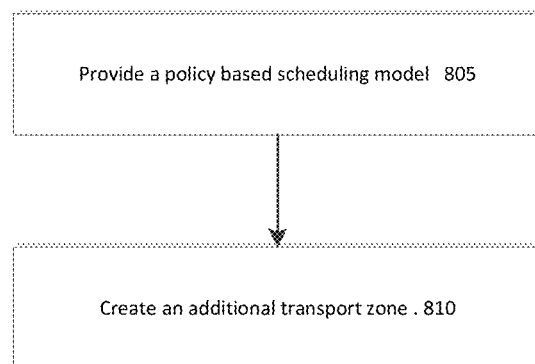 Provide a policy based scheduling model 805
Create an additional transport zone . 810